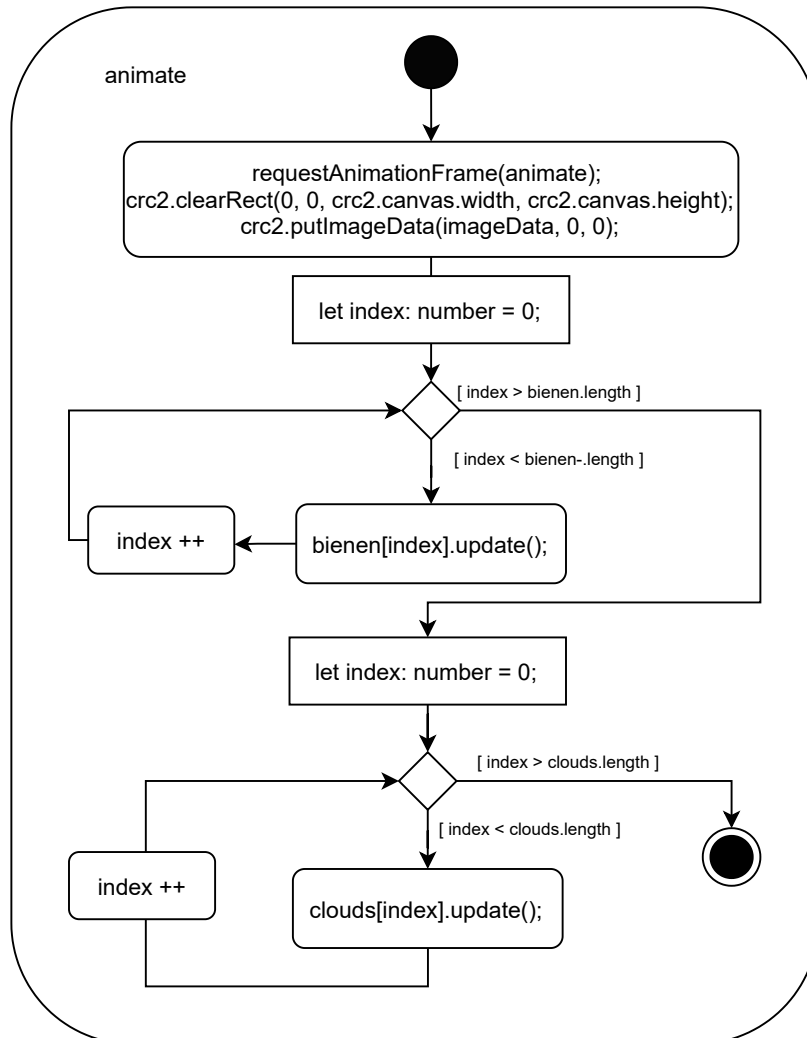 animate
requestAnimationFrame(animate);
crc2.clearRect(0, 0, crc2.canvas.width, crc2.canvas.height);
crc2.putImageData(imageData, 0, 0);
let index: number = 0;
[ index > bienen.length ]
[ index < bienen-.length ]
index ++
bienen[index].update();
let index: number = 0;
[ index > clouds.length ]
[ index < clouds.length ]
index ++
clouds[index].update();